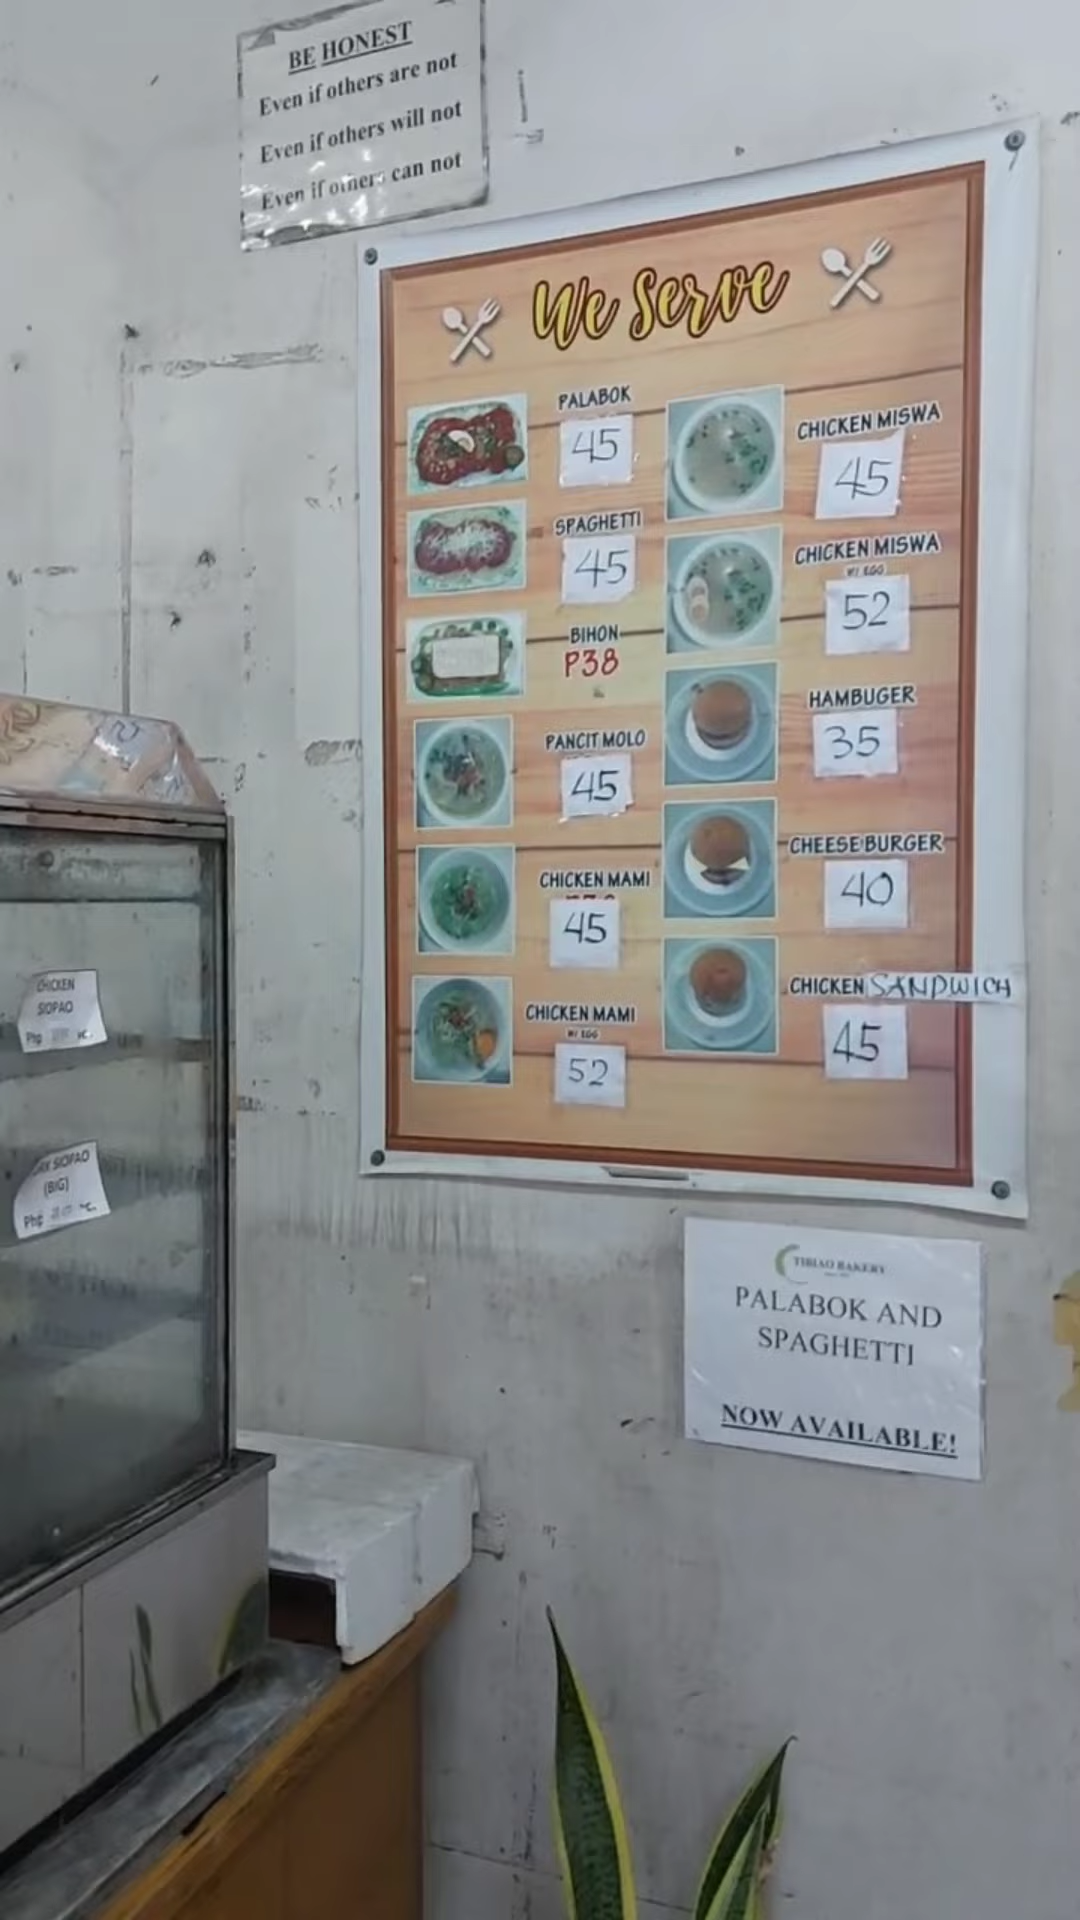 BE HONEST
Even if others are not
Even if others will not
Even if others can not
We Serve
PALABOK
45
SPAGHETTI
45
BIHON
P38
PANCIT MOLO
45
CHICKEN MAMI
45
CHICKEN MAMI
W/ EGG
52
CHICKEN MISWA
45
CHICKEN MISWA
W/ EGG
52
HAMBUGER
35
CHEESE BURGER
40
CHICKEN SANDWICH
45
CHICKEN
SIOPAO
Php
SIOPAO
(BIG)
Php
TIBIAO BAKERY
PALABOK AND
SPAGHETTI
NOW AVAILABLE!